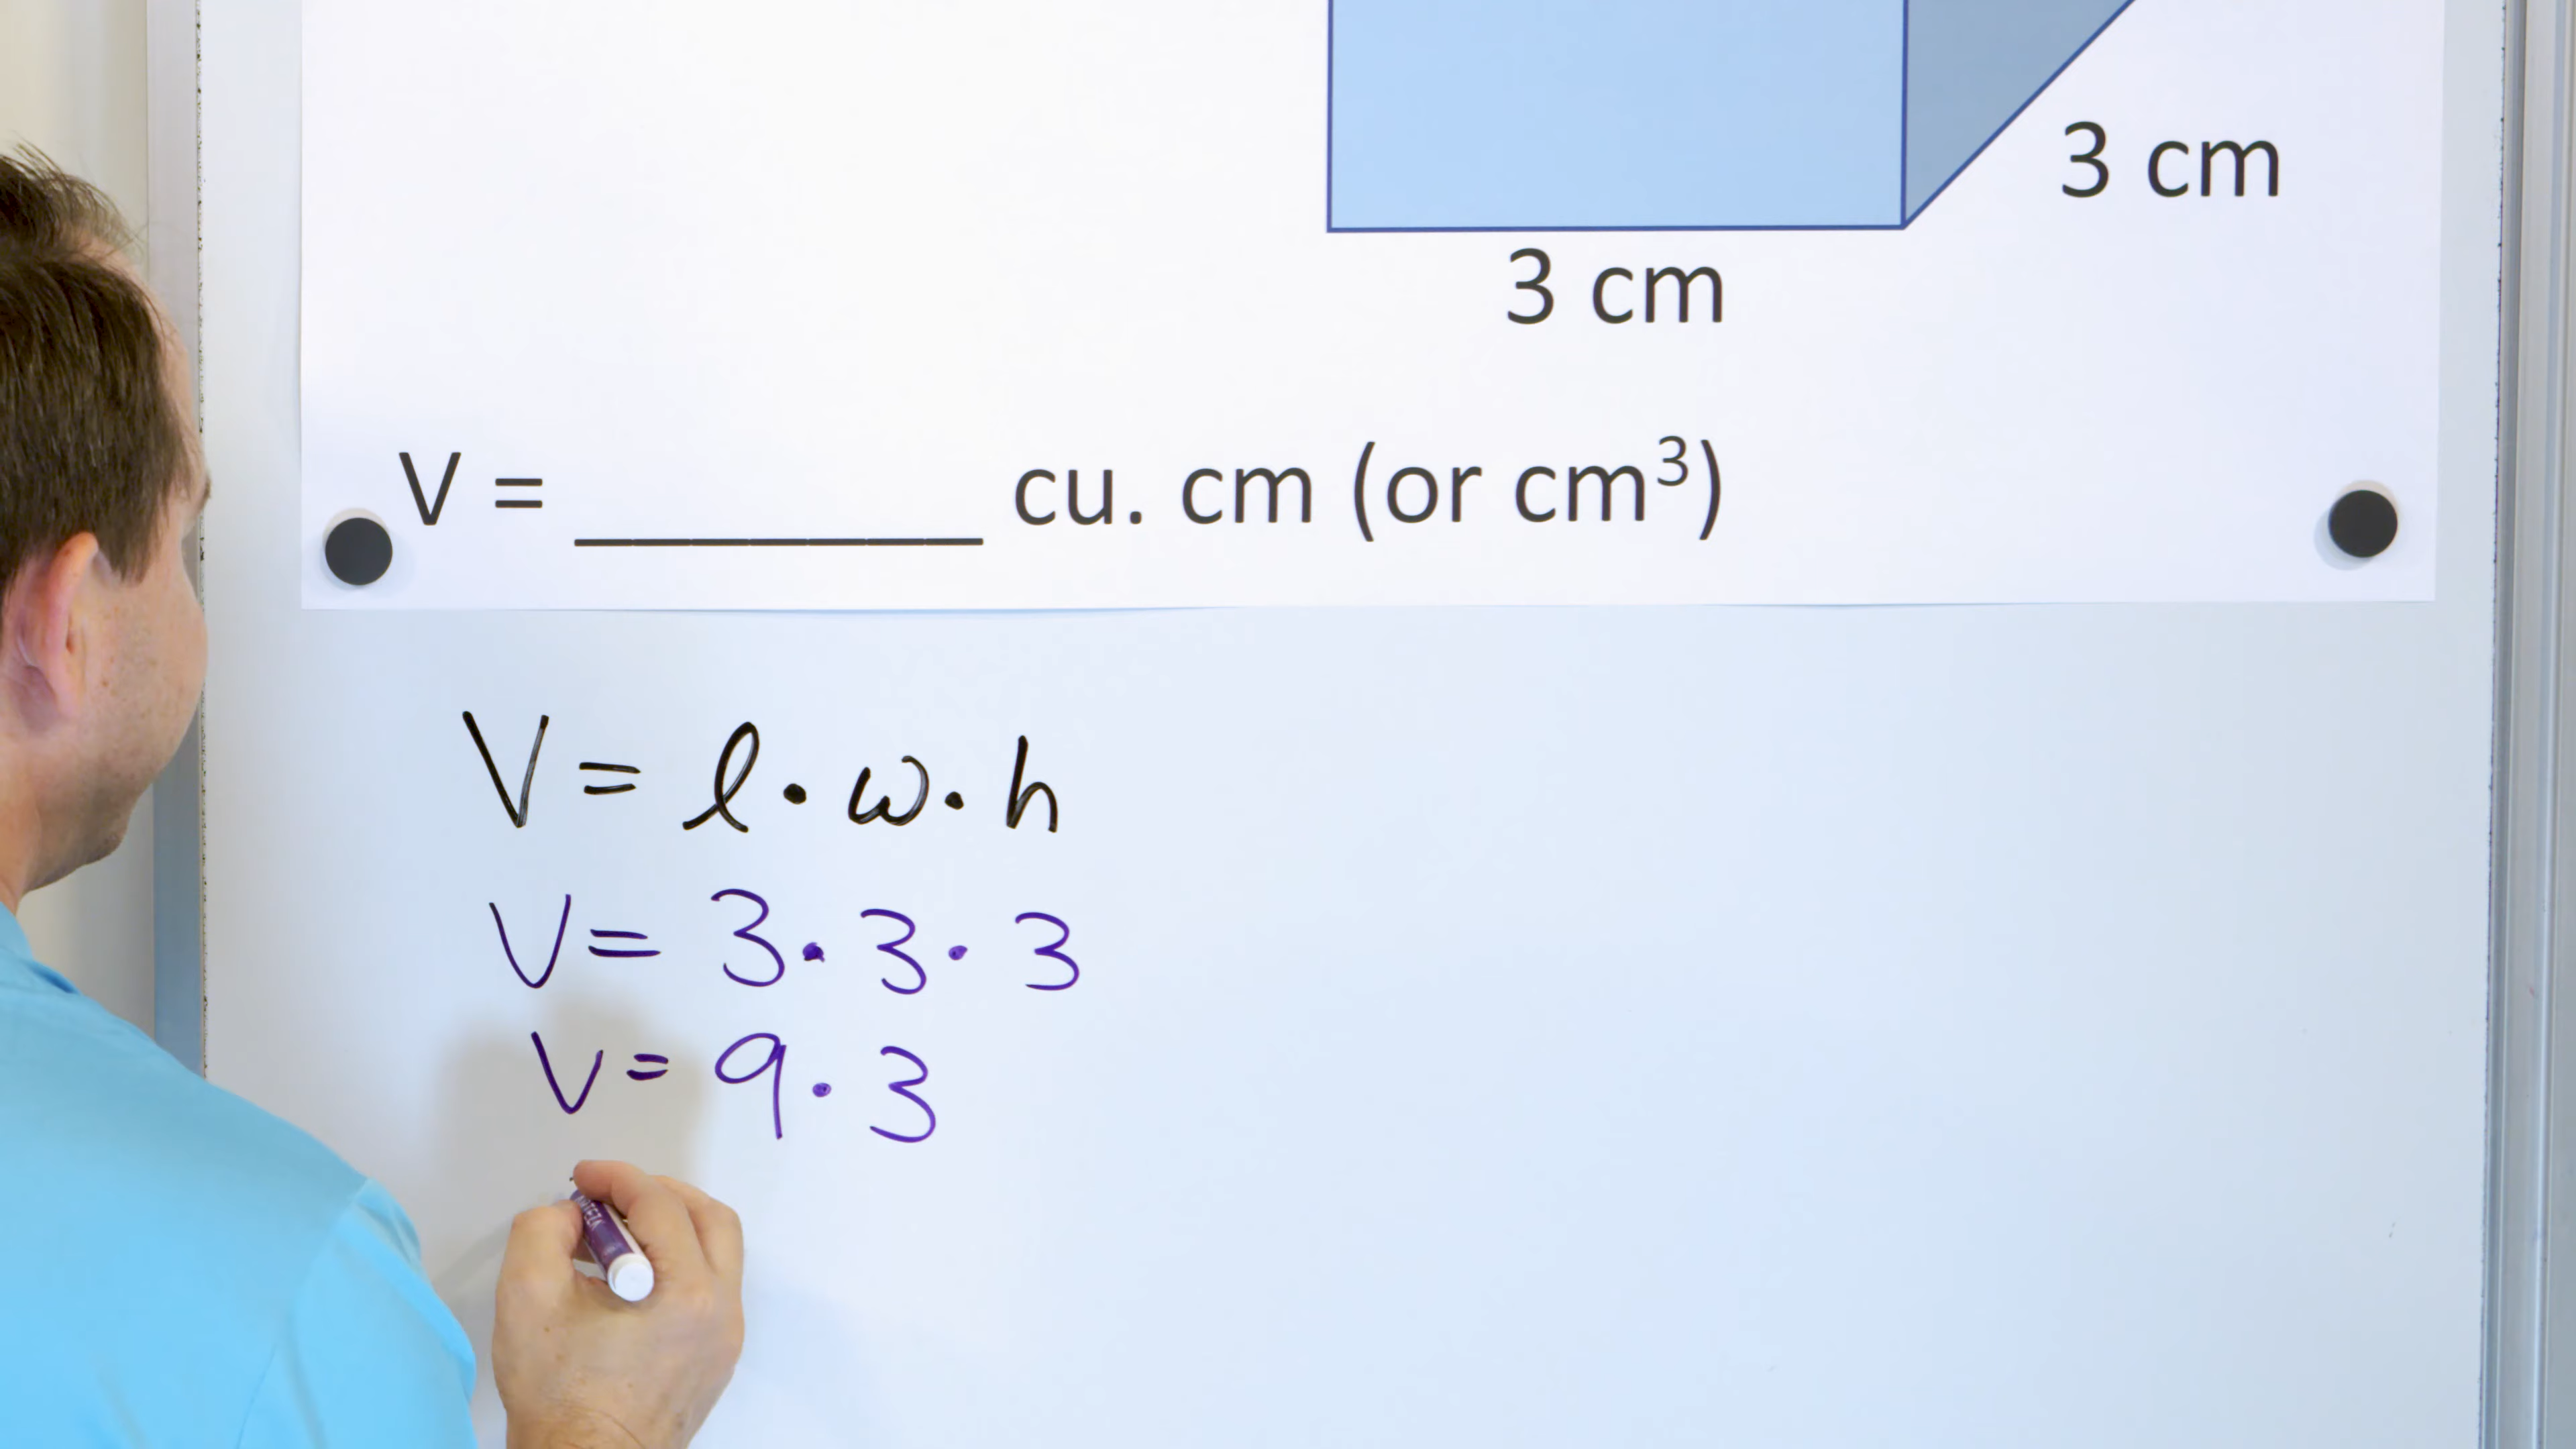 3 cm
3 cm
V = ________ cu. cm (or cm³)
V = l · w · h
V = 3 · 3 · 3
V = 9 · 3